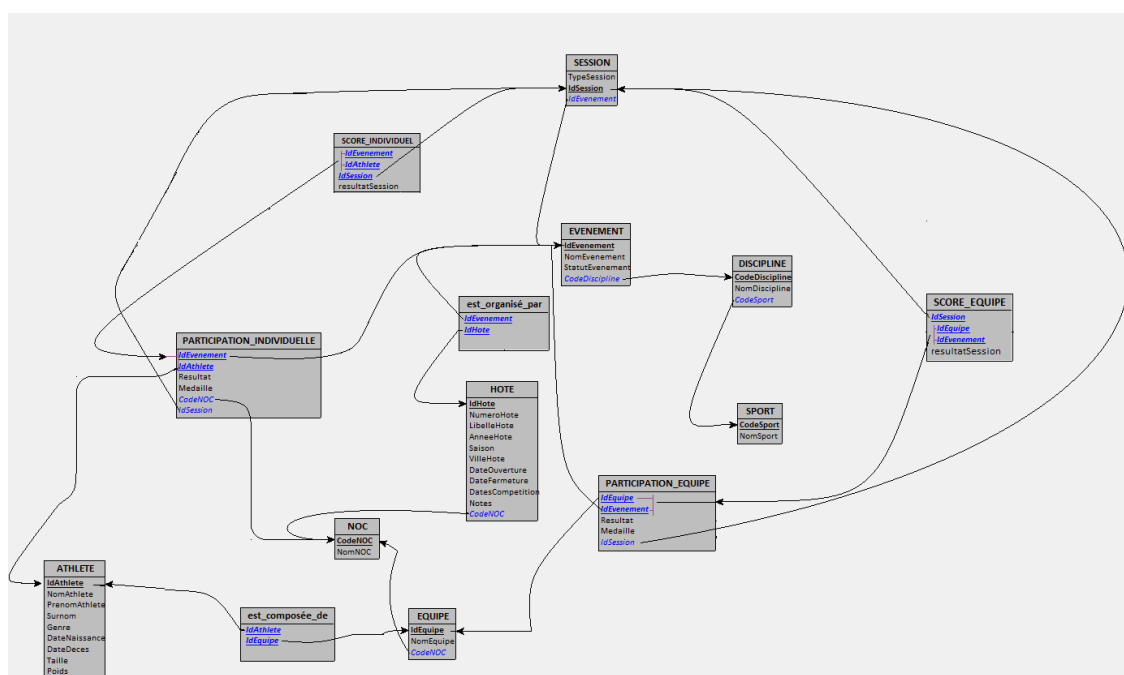 SESSION
TypeSession
IdSession
IdEvenement
SCORE_INDIVIDUEL
IdEvenement
IdAthlete
IdSession
resultatSession
EVENEMENT
IdEvenement
NomEvenement
StatutEvenement
CodeDiscipline
DISCIPLINE
CodeDiscipline
NomDiscipline
CodeSport
est_organisé_par
IdEvenement
IdHote
SCORE_EQUIPE
IdSession
IdEquipe
IdEvenement
resultatSession
PARTICIPATION_INDIVIDUELLE
IdEvenement
IdAthlete
Resultat
Medaille
CodeNOC
IdSession
HOTE
IdHote
NumeroHote
LibelleHote
AnneeHote
Saison
VilleHote
DateOuverture
DateFermeture
DatesCompetition
Notes
CodeNOC
SPORT
CodeSport
NomSport
PARTICIPATION_EQUIPE
IdEquipe
IdEvenement
Resultat
Medaille
IdSession
NOC
CodeNOC
NomNOC
ATHLETE
IdAthlete
NomAthlete
PrenomAthlete
Surnom
Genre
DateNaissance
DateDeces
Taille
Poids
est_composée_de
IdAthlete
IdEquipe
EQUIPE
IdEquipe
NomEquipe
CodeNOC